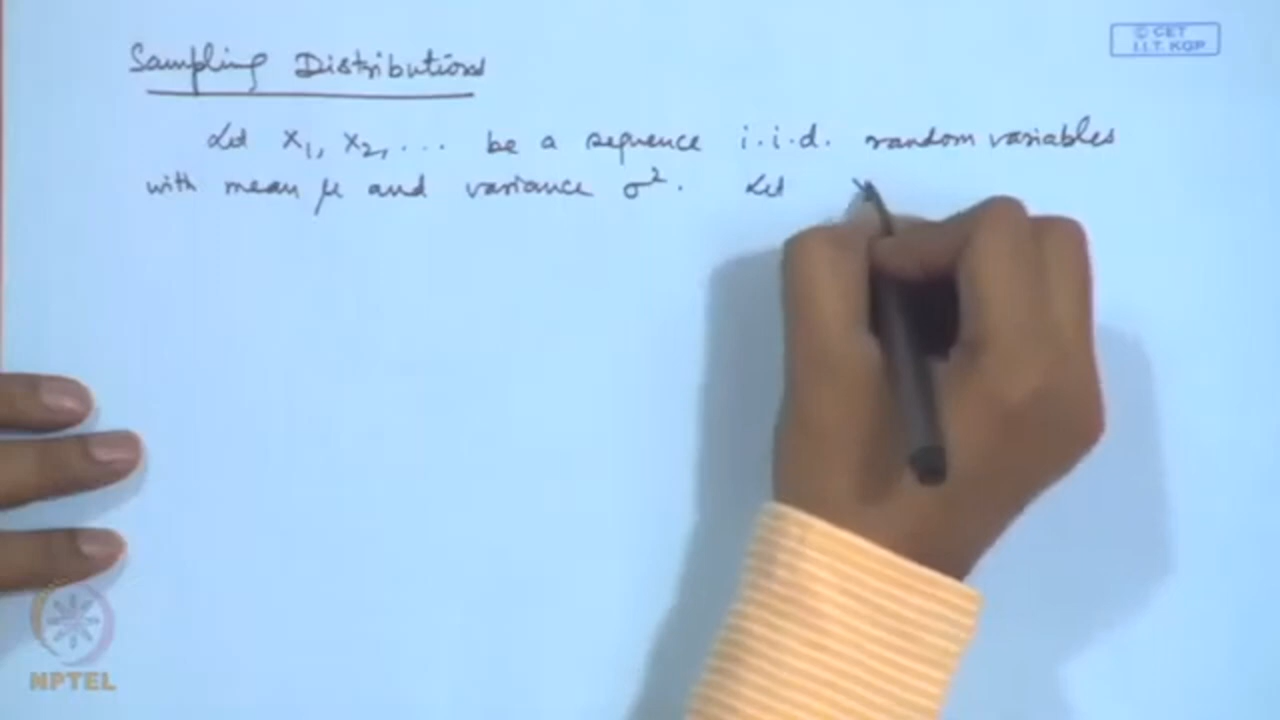 © CET
I.I.T. KGP
Sampling Distributions
Let X₁, X₂, ... be a sequence i.i.d. random variables
with mean μ and variance σ². Let
NPTEL